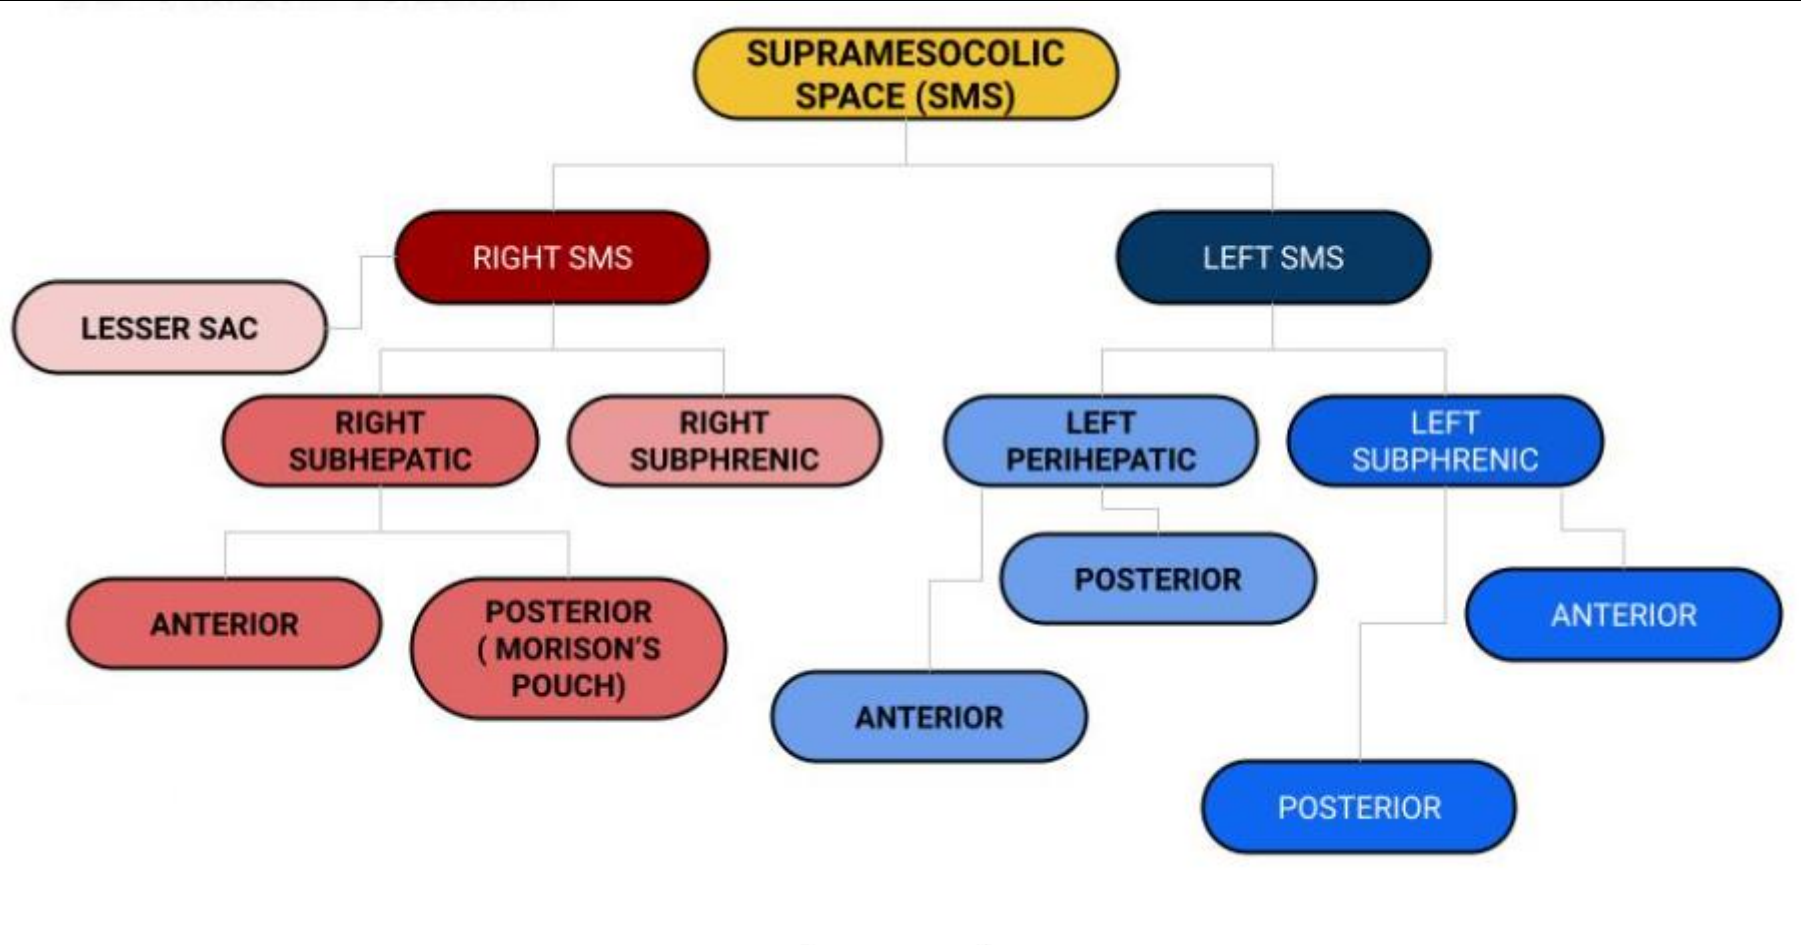 SUPRAMESOCOLIC
SPACE (SMS)
RIGHT SMS
LEFT SMS
LESSER SAC
RIGHT
SUBHEPATIC
RIGHT
SUBPHRENIC
LEFT
PERIHEPATIC
LEFT
SUBPHRENIC
ANTERIOR
POSTERIOR
( MORISON'S
POUCH)
POSTERIOR
ANTERIOR
ANTERIOR
POSTERIOR